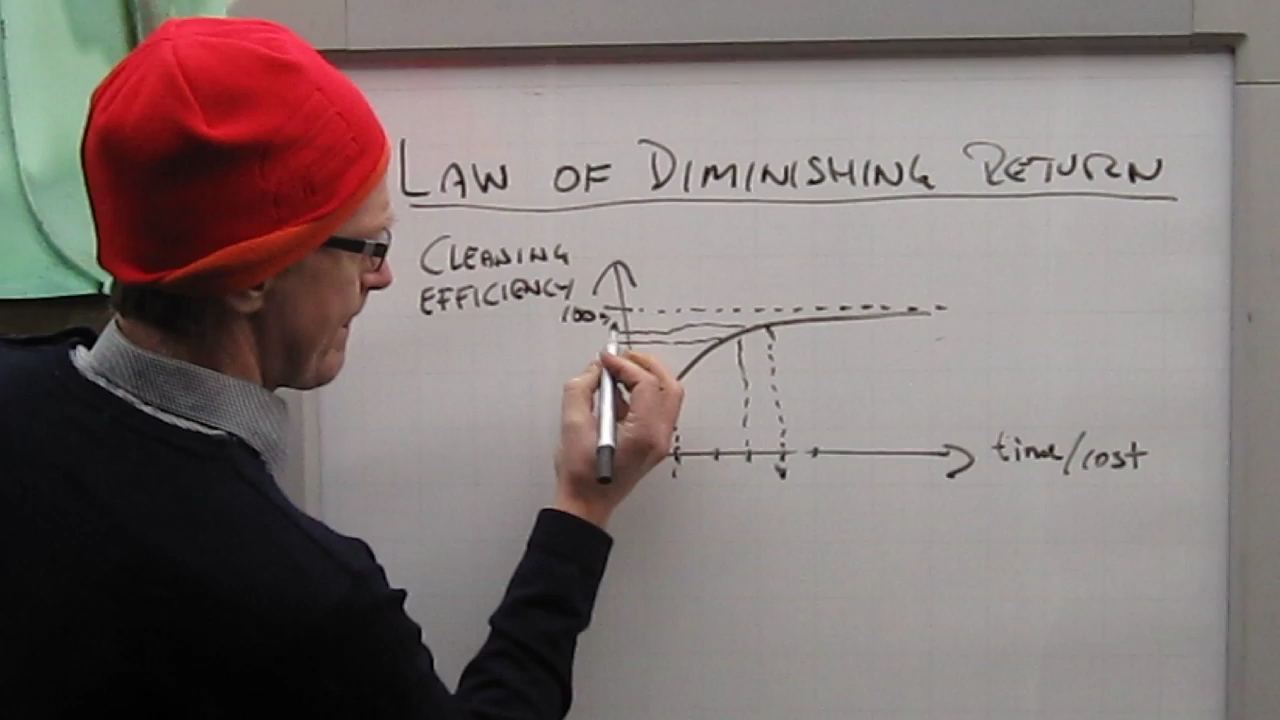 LAW OF DIMINISHING RETURN
CLEANING
EFFICIENCY
100%
time/cost